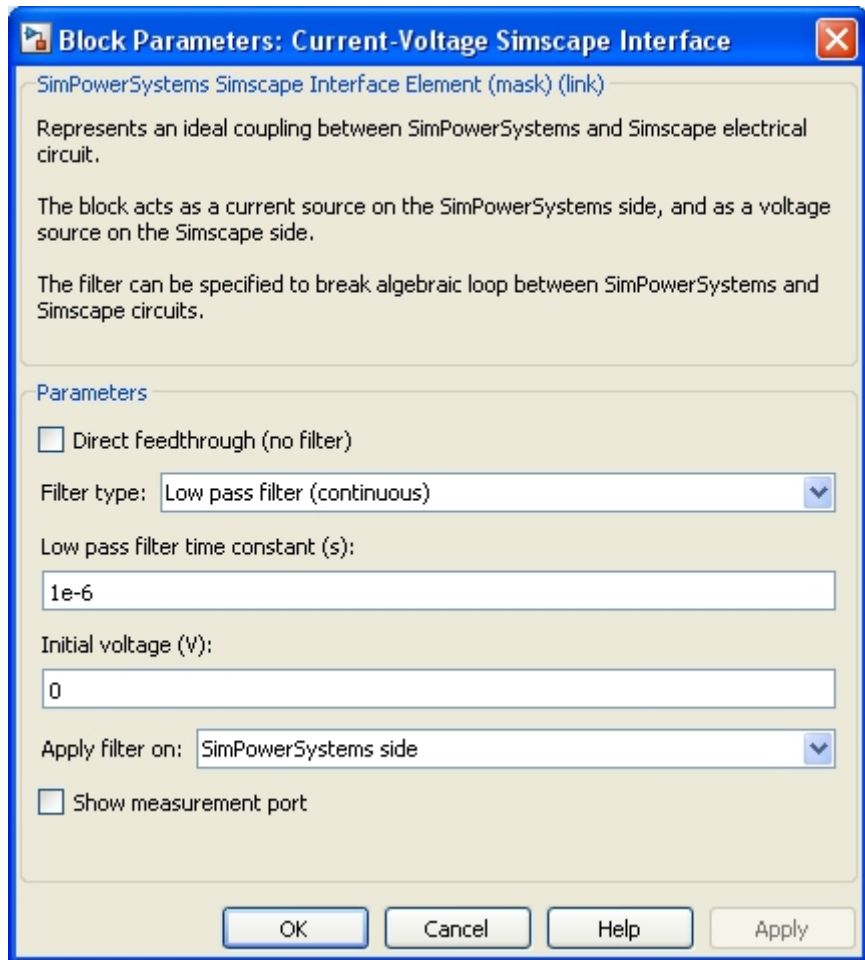 Block Parameters: Current-Voltage Simscape Interface
SimPowerSystems Simscape Interface Element (mask) (link)
Represents an ideal coupling between SimPowerSystems and Simscape electrical
circuit.
The block acts as a current source on the SimPowerSystems side, and as a voltage
source on the Simscape side.
The filter can be specified to break algebraic loop between SimPowerSystems and
Simscape circuits.
Parameters
Direct feedthrough (no filter)
Filter type: Low pass filter (continuous)
Low pass filter time constant (s):
1e-6
Initial voltage (V):
0
Apply filter on: SimPowerSystems side
Show measurement port
OK Cancel Help Apply